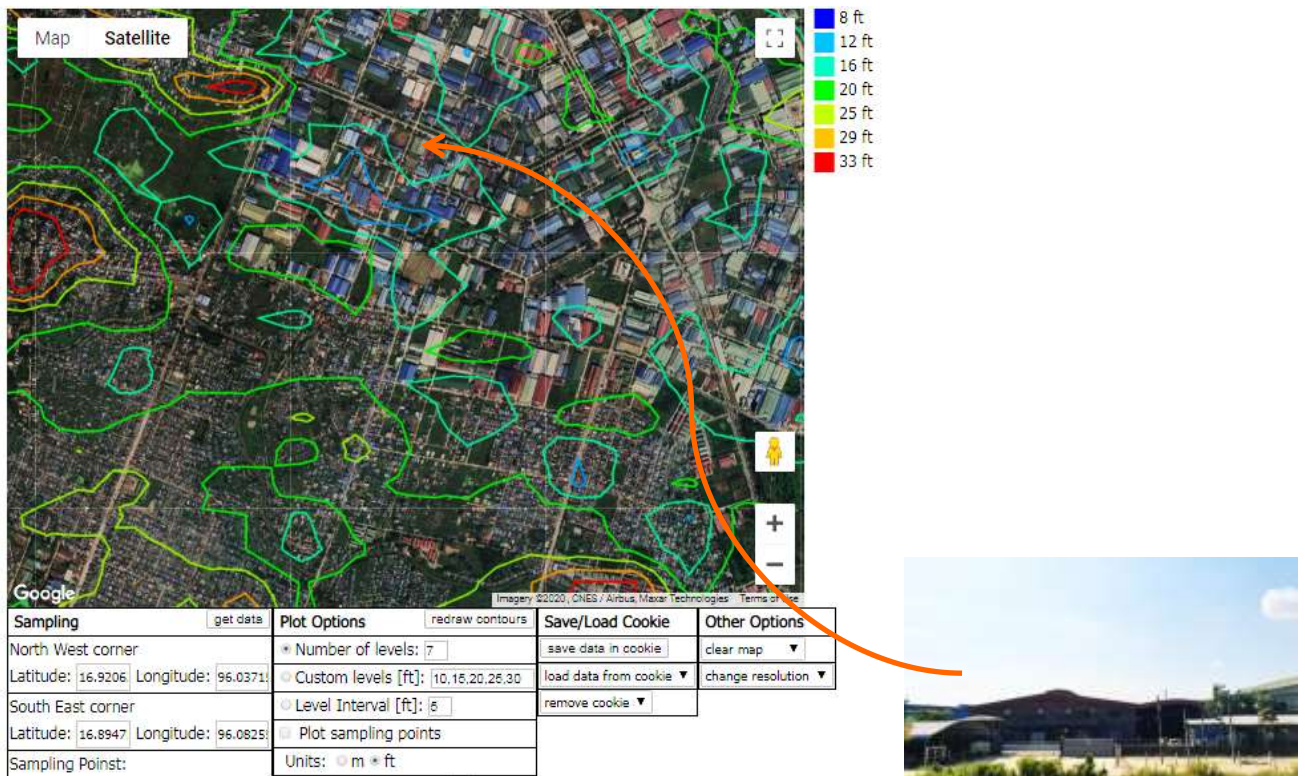 Map Satellite
8 ft
12 ft
16 ft
20 ft
25 ft
29 ft
33 ft
+
−
Google
Imagery ©2020 , CNES / Airbus, Maxar Technologies Terms of Use
Sampling get data
North West corner
Latitude: 16.9206 Longitude: 96.0371
South East corner
Latitude: 16.8947 Longitude: 96.0825
Sampling Poinst:
Plot Options redraw contours
Number of levels: 7
Custom levels [ft]: 10,15,20,25,30
Level Interval [ft]: 5
Plot sampling points
Units: m ft
Save/Load Cookie
save data in cookie
load data from cookie ▼
remove cookie ▼
Other Options
clear map ▼
change resolution ▼